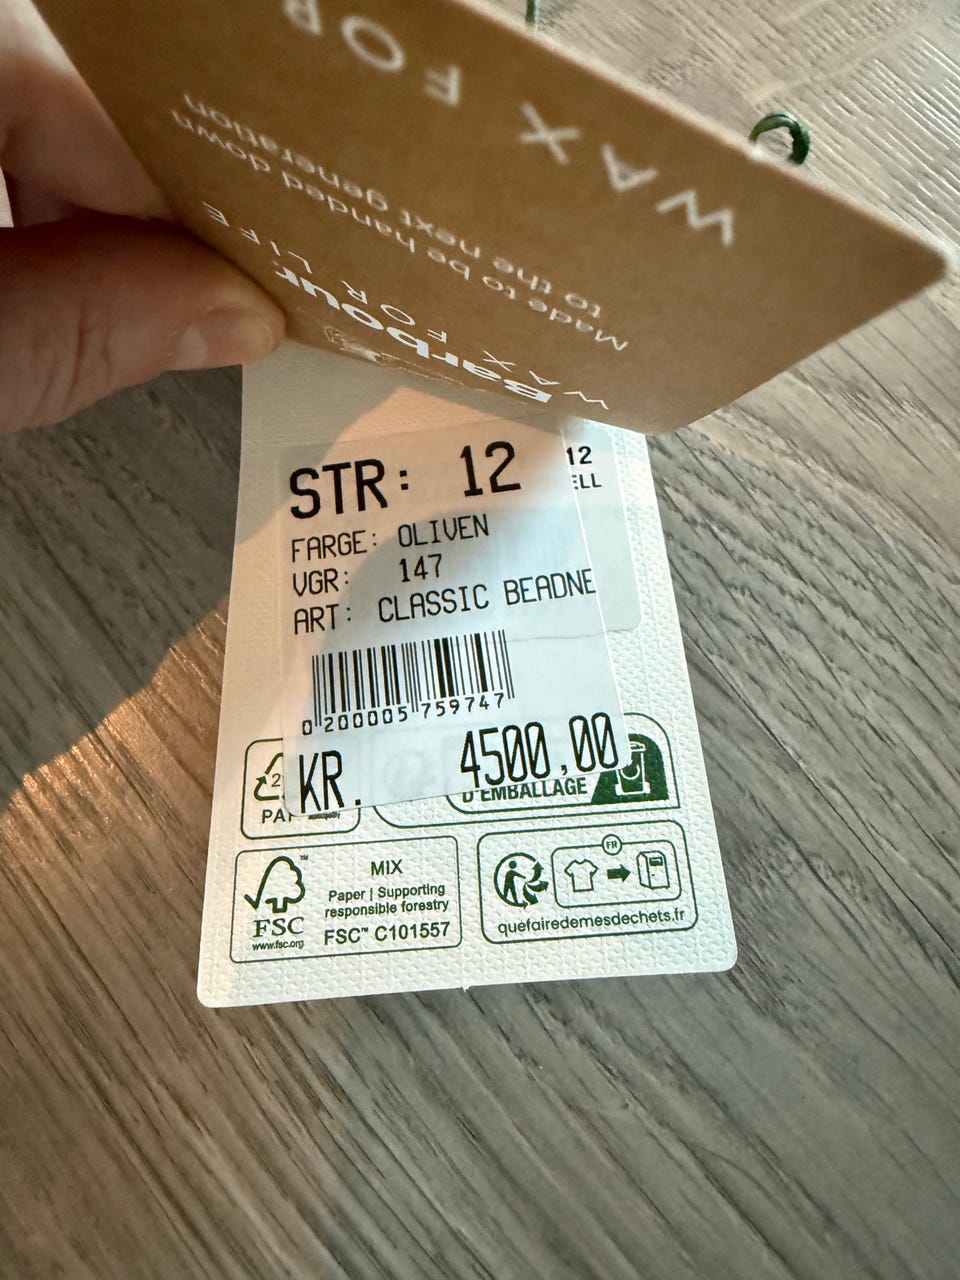 WAX FOR
Made to be handed down
to the next generation
Barbour
WAX FOR LIFE
STR: 12
12
ELL
FARGE: OLIVEN
VGR: 147
ART: CLASSIC BEADNE
0 200005 759747
KR. 4500,00
D'EMBALLAGE
PAP
FSC
www.fsc.org
MIX
Paper | Supporting
responsible forestry
FSC™ C101557
FR
quefairedemesdechets.fr